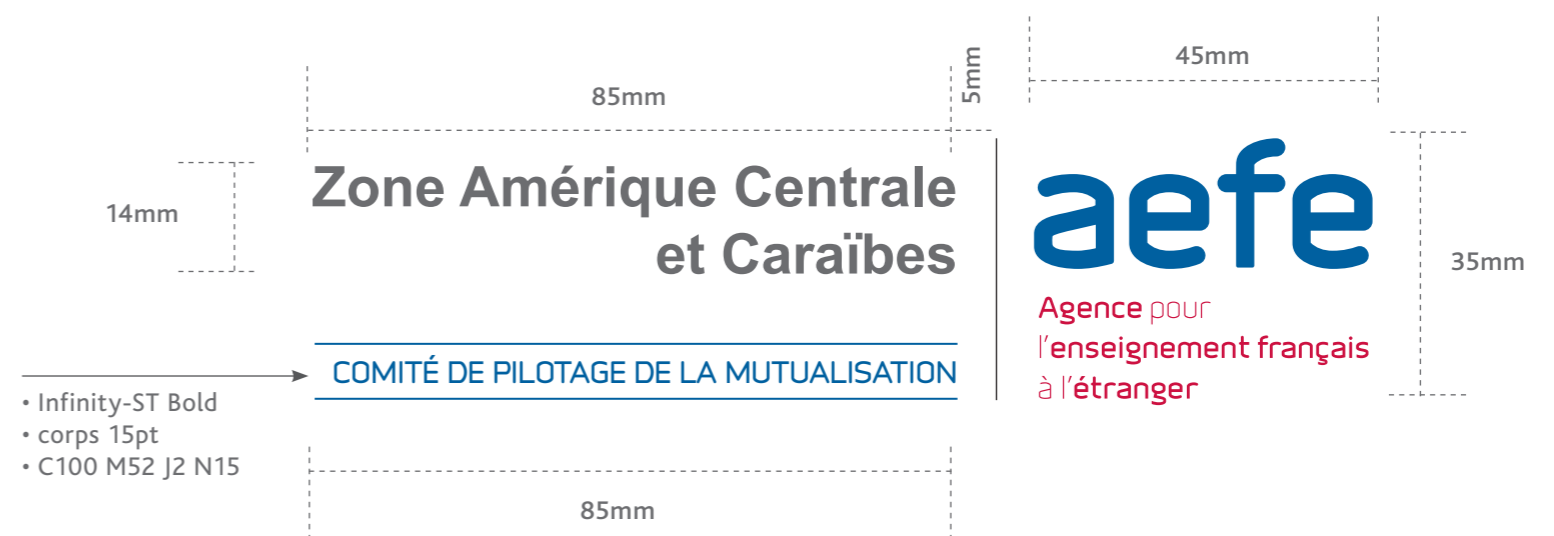 45mm
85mm
5mm
Zone Amérique Centrale
et Caraïbes
14mm
aefe
35mm
Agence pour
l'enseignement français
à l'étranger
COMITÉ DE PILOTAGE DE LA MUTUALISATION
• Infinity-ST Bold
• corps 15pt
• C100 M52 J2 N15
85mm